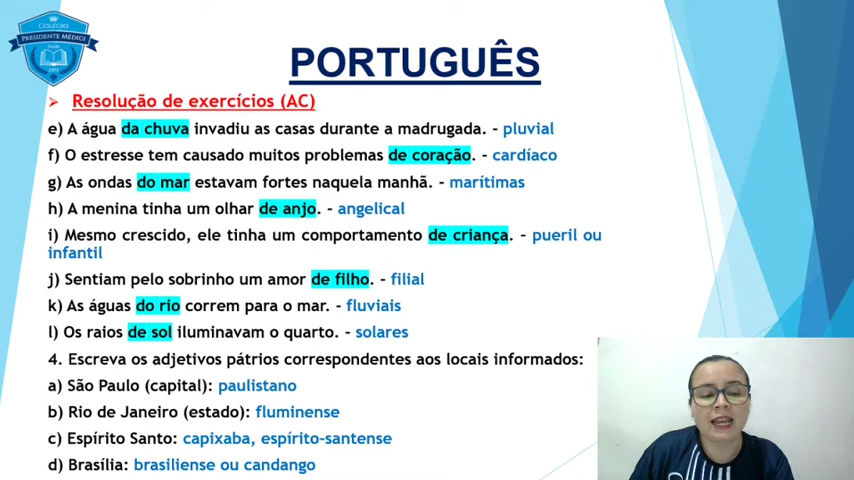 COLÉGIO
PRESIDENTE MÉDICI
PORTUGUÊS
➢ Resolução de exercícios (AC)
e) A água da chuva invadiu as casas durante a madrugada. - pluvial
f) O estresse tem causado muitos problemas de coração. - cardíaco
g) As ondas do mar estavam fortes naquela manhã. - marítimas
h) A menina tinha um olhar de anjo. - angelical
i) Mesmo crescido, ele tinha um comportamento de criança. - pueril ou
infantil
j) Sentiam pelo sobrinho um amor de filho. - filial
k) As águas do rio correm para o mar. - fluviais
l) Os raios de sol iluminavam o quarto. - solares
4. Escreva os adjetivos pátrios correspondentes aos locais informados:
a) São Paulo (capital): paulistano
b) Rio de Janeiro (estado): fluminense
c) Espírito Santo: capixaba, espírito-santense
d) Brasília: brasiliense ou candango